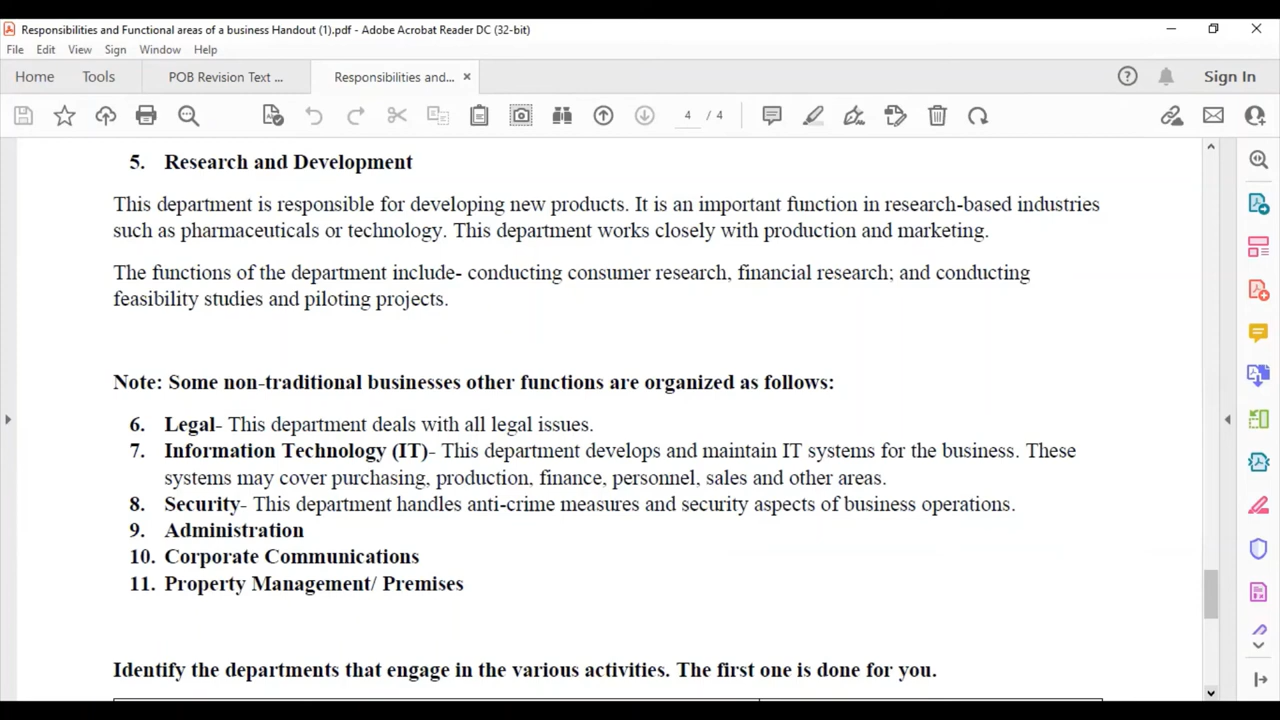 Responsibilities and Functional areas of a business Handout (1).pdf - Adobe Acrobat Reader DC (32-bit)
File Edit View Sign Window Help
Home Tools POB Revision Text ... Responsibilities and... × Sign In
4 / 4
5. Research and Development
This department is responsible for developing new products. It is an important function in research-based industries
such as pharmaceuticals or technology. This department works closely with production and marketing.
The functions of the department include- conducting consumer research, financial research; and conducting
feasibility studies and piloting projects.
Note: Some non-traditional businesses other functions are organized as follows:
6. Legal- This department deals with all legal issues.
7. Information Technology (IT)- This department develops and maintain IT systems for the business. These
systems may cover purchasing, production, finance, personnel, sales and other areas.
8. Security- This department handles anti-crime measures and security aspects of business operations.
9. Administration
10. Corporate Communications
11. Property Management/ Premises
Identify the departments that engage in the various activities. The first one is done for you.